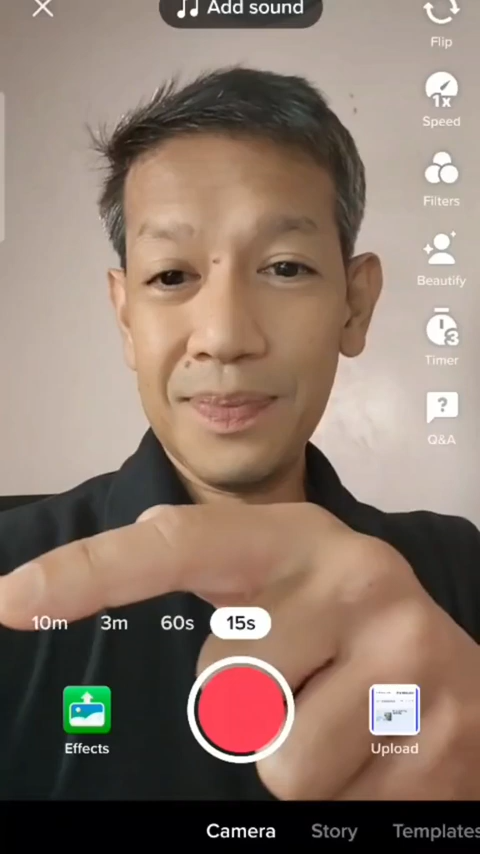 Add sound
Flip
1x
Speed
Filters
Beautify
3
Timer
?
Q&A
10m 3m 60s 15s
Effects
Upload
Camera Story Templates